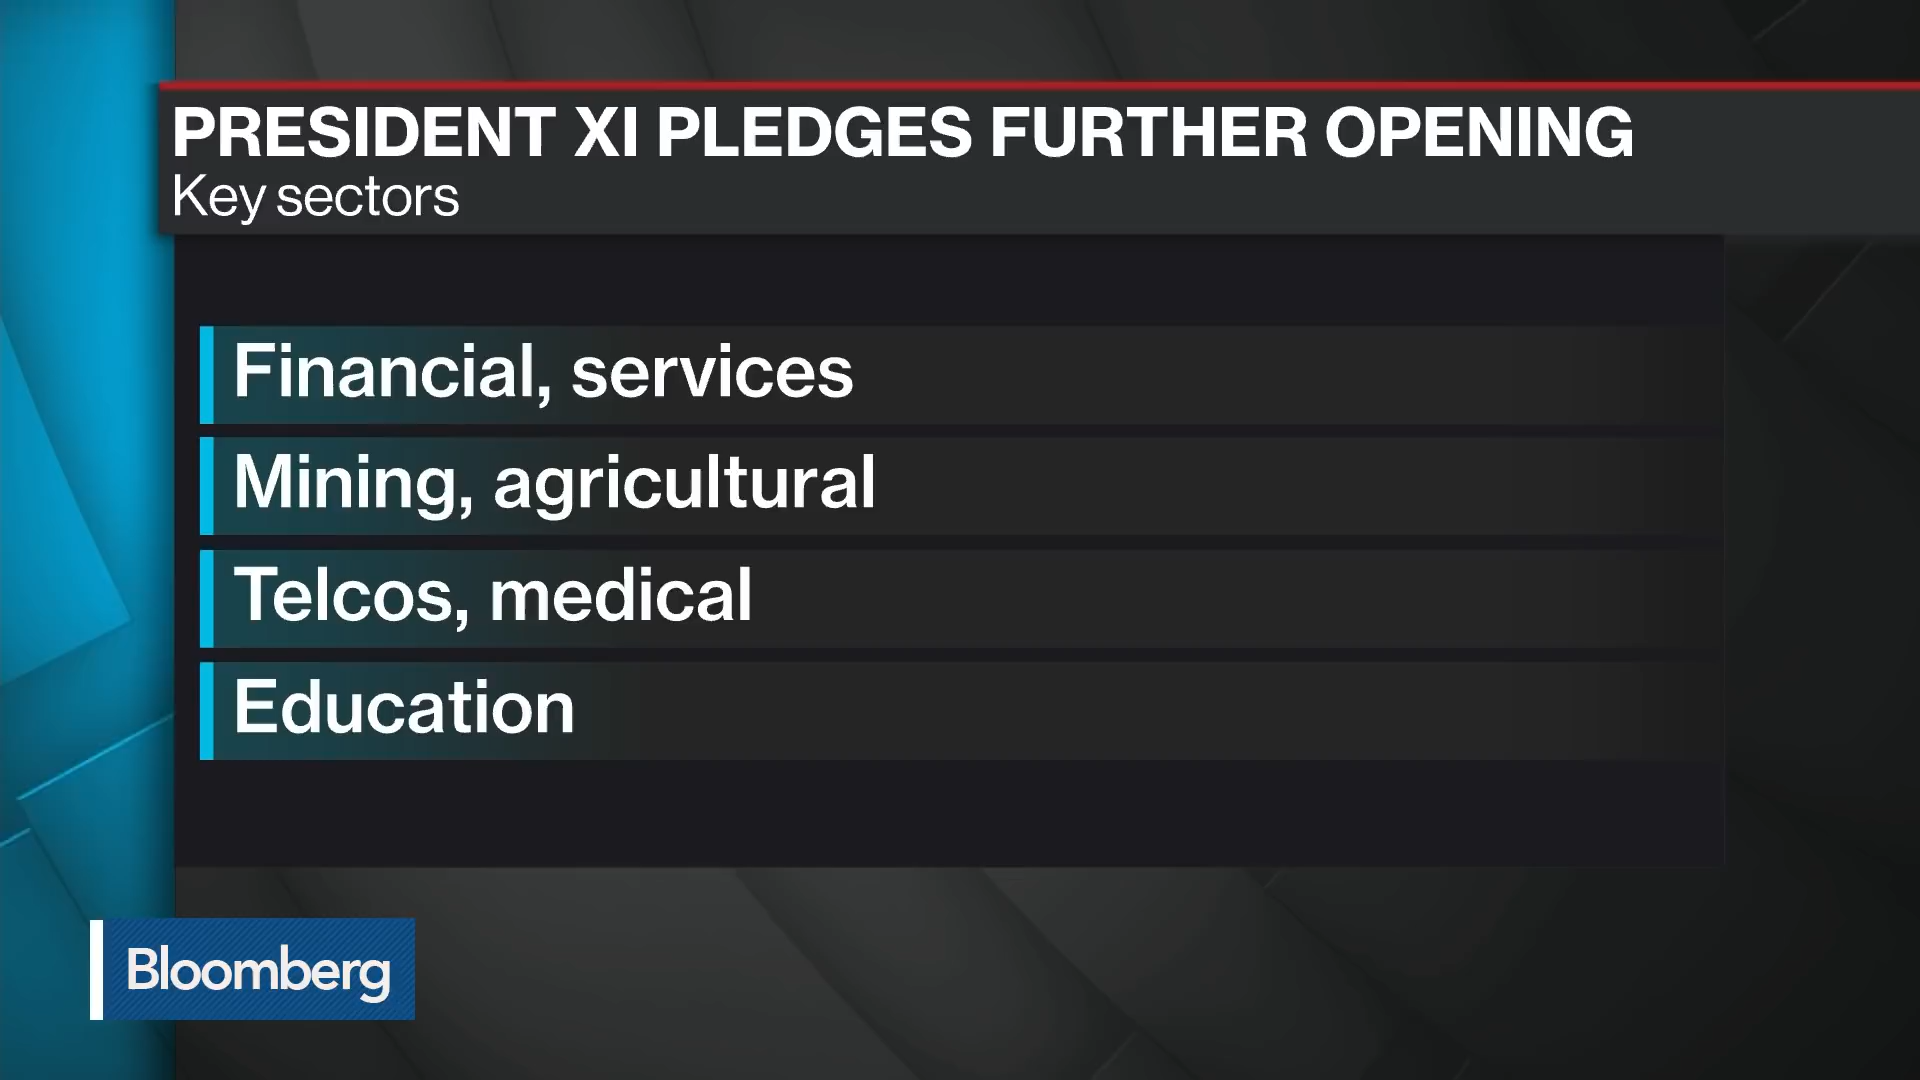 PRESIDENT XI PLEDGES FURTHER OPENING
Key sectors
Financial, services
Mining, agricultural
Telcos, medical
Education
Bloomberg